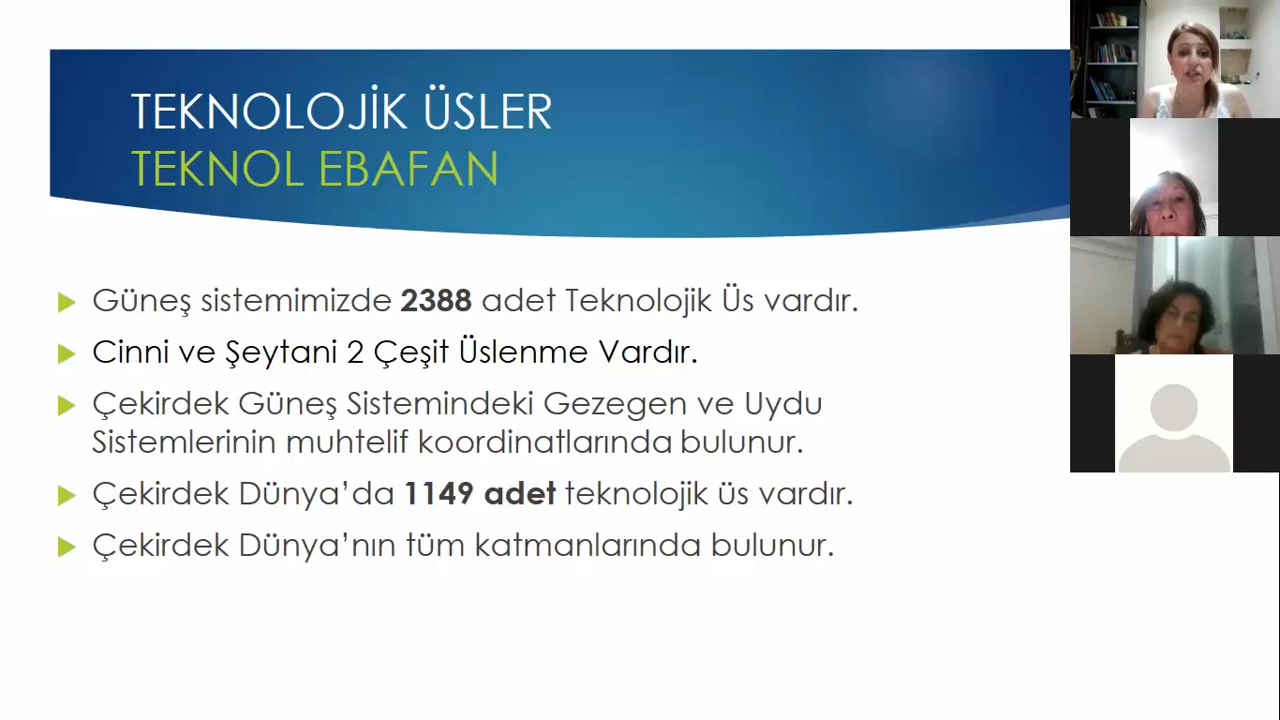 TEKNOLOJİK ÜSLER
TEKNOL EBAFAN
Güneş sistemimizde 2388 adet Teknolojik Üs vardır.
Cinni ve Şeytani 2 Çeşit Üslenme Vardır.
Çekirdek Güneş Sistemindeki Gezegen ve Uydu
Sistemlerinin muhtelif koordinatlarında bulunur.
Çekirdek Dünya’da 1149 adet teknolojik üs vardır.
Çekirdek Dünya’nın tüm katmanlarında bulunur.